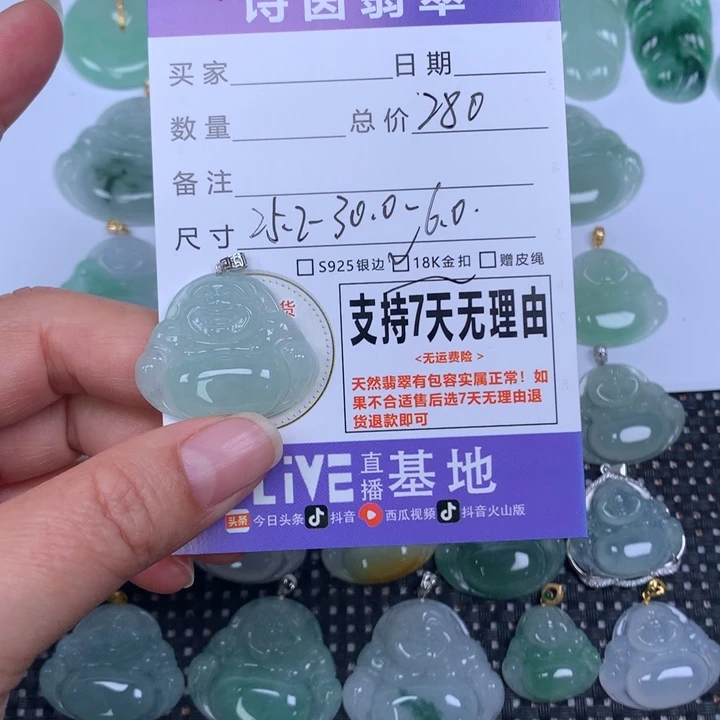 诗茵翡翠
买家 日期
数量 总价 280
备注
尺寸 25.2-30.0-6.0.
S925银边 ✓ 18K金扣 赠皮绳
货
支持7天无理由
<无运费险>
天然翡翠有包容实属正常!如
果不合适售后选7天无理由退
货退款即可
LiVE 直播 基地
头条 今日头条 抖音 西瓜视频 抖音火山版